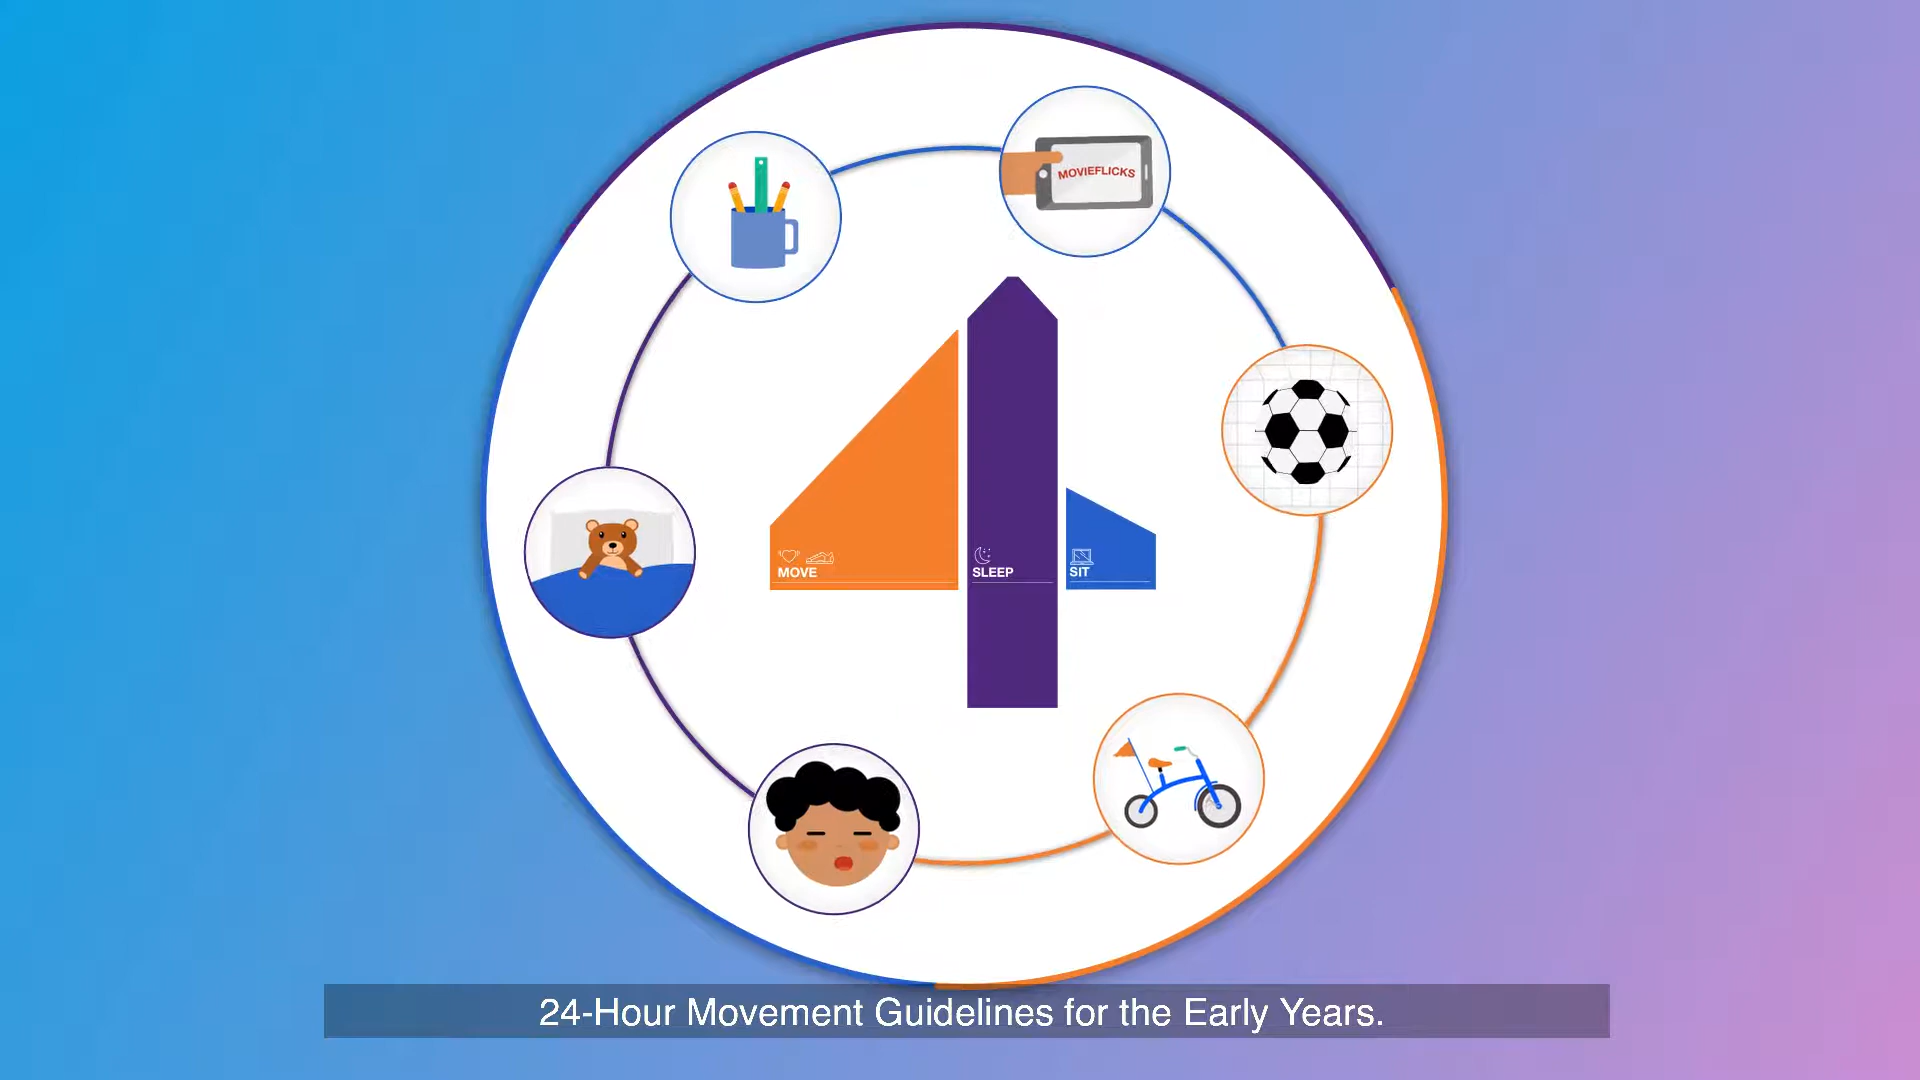 MOVIEFLICKS
MOVE
SLEEP
SIT
24-Hour Movement Guidelines for the Early Years.